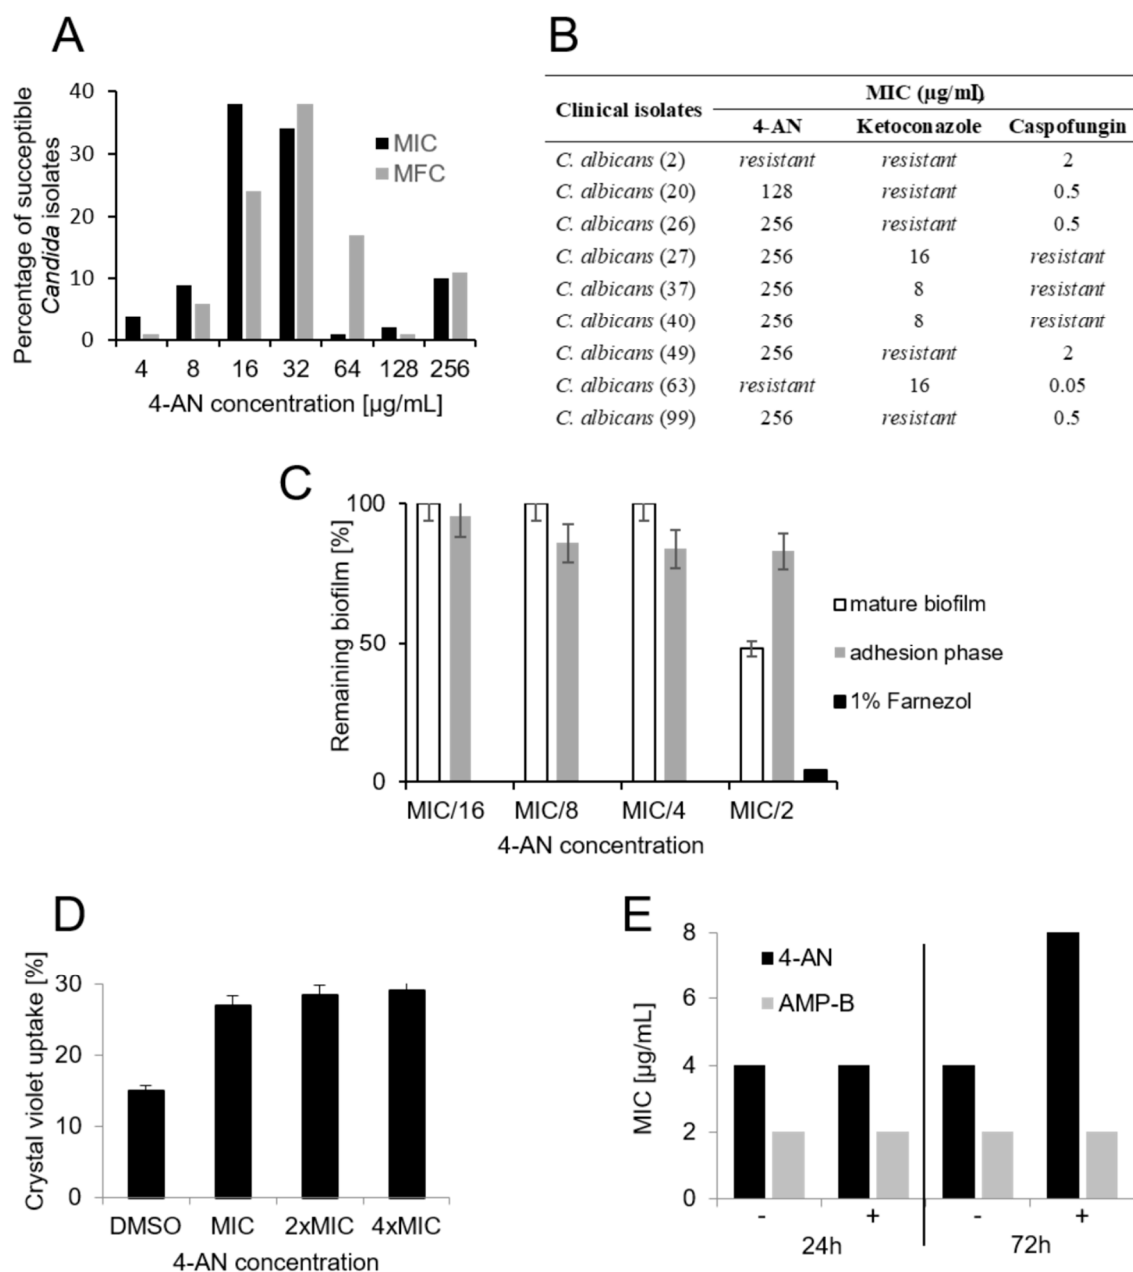 A
Percentage of succeptible
Candida isolates
40
30
20
10
0
MIC
MFC
4 8 16 32 64 128 256
4-AN concentration [µg/mL]
B
Clinical isolates MIC (µg/mL)
4-AN Ketoconazole Caspofungin
C. albicans (2) resistant resistant 2
C. albicans (20) 128 resistant 0.5
C. albicans (26) 256 resistant 0.5
C. albicans (27) 256 16 resistant
C. albicans (37) 256 8 resistant
C. albicans (40) 256 8 resistant
C. albicans (49) 256 resistant 2
C. albicans (63) resistant 16 0.05
C. albicans (99) 256 resistant 0.5
C
Remaining biofilm [%]
100
50
0
mature biofilm
adhesion phase
1% Farnezol
MIC/16 MIC/8 MIC/4 MIC/2
4-AN concentration
D
Crystal violet uptake [%]
30
20
10
0
DMSO MIC 2xMIC 4xMIC
4-AN concentration
E
MIC [µg/mL]
8
6
4
2
0
4-AN
AMP-B
- + - +
24h 72h